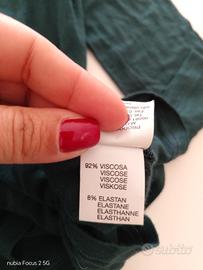 92% VISCOSA
VISCOSE
VISCOSE
VISKOSE
8% ELASTAN
ELASTANE
ELASTHANNE
ELASTHAN
nubia Focus 2 5G
Subito